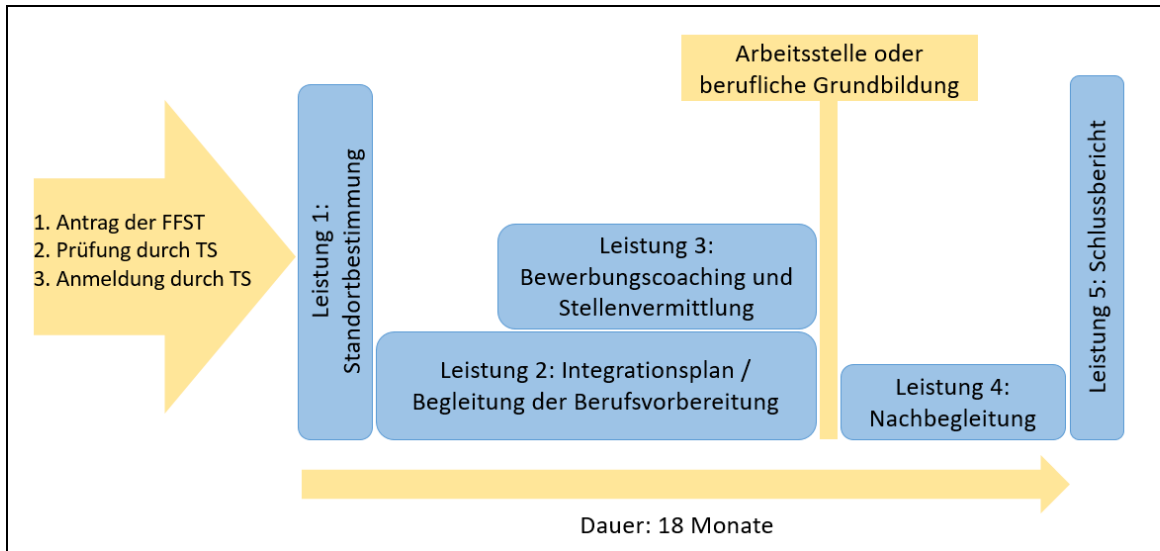 1. Antrag der FFST
2. Prüfung durch TS
3. Anmeldung durch TS
Leistung 1:
Standortbestimmung
Leistung 3:
Bewerbungscoaching und
Stellenvermittlung
Leistung 2: Integrationsplan /
Begleitung der Berufsvorbereitung
Arbeitsstelle oder
berufliche Grundbildung
Leistung 4:
Nachbegleitung
Leistung 5: Schlussbericht
Dauer: 18 Monate